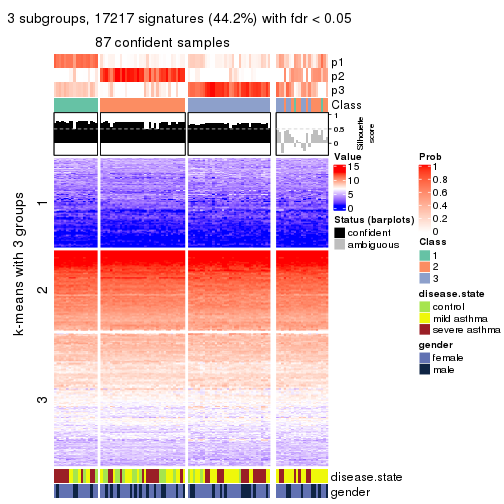 3 subgroups, 17217 signatures (44.2%) with fdr < 0.05
87 confident samples
p1
p2
p3
Class
1
0.5
0
Silhouette
score
k-means with 3 groups
1
2
3
Value
15
10
5
0
Status (barplots)
confident
ambiguous
Prob
1
0.8
0.6
0.4
0.2
0
Class
1
2
3
disease.state
control
mild asthma
severe asthma
gender
female
male
disease.state
gender